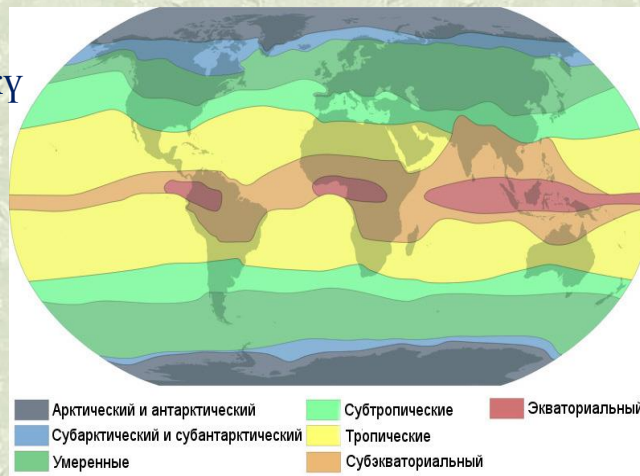 Y
Арктический и антарктический
Субарктический и субантарктический
Умеренные
Субтропические
Тропические
Субэкваториальный
Экваториальный